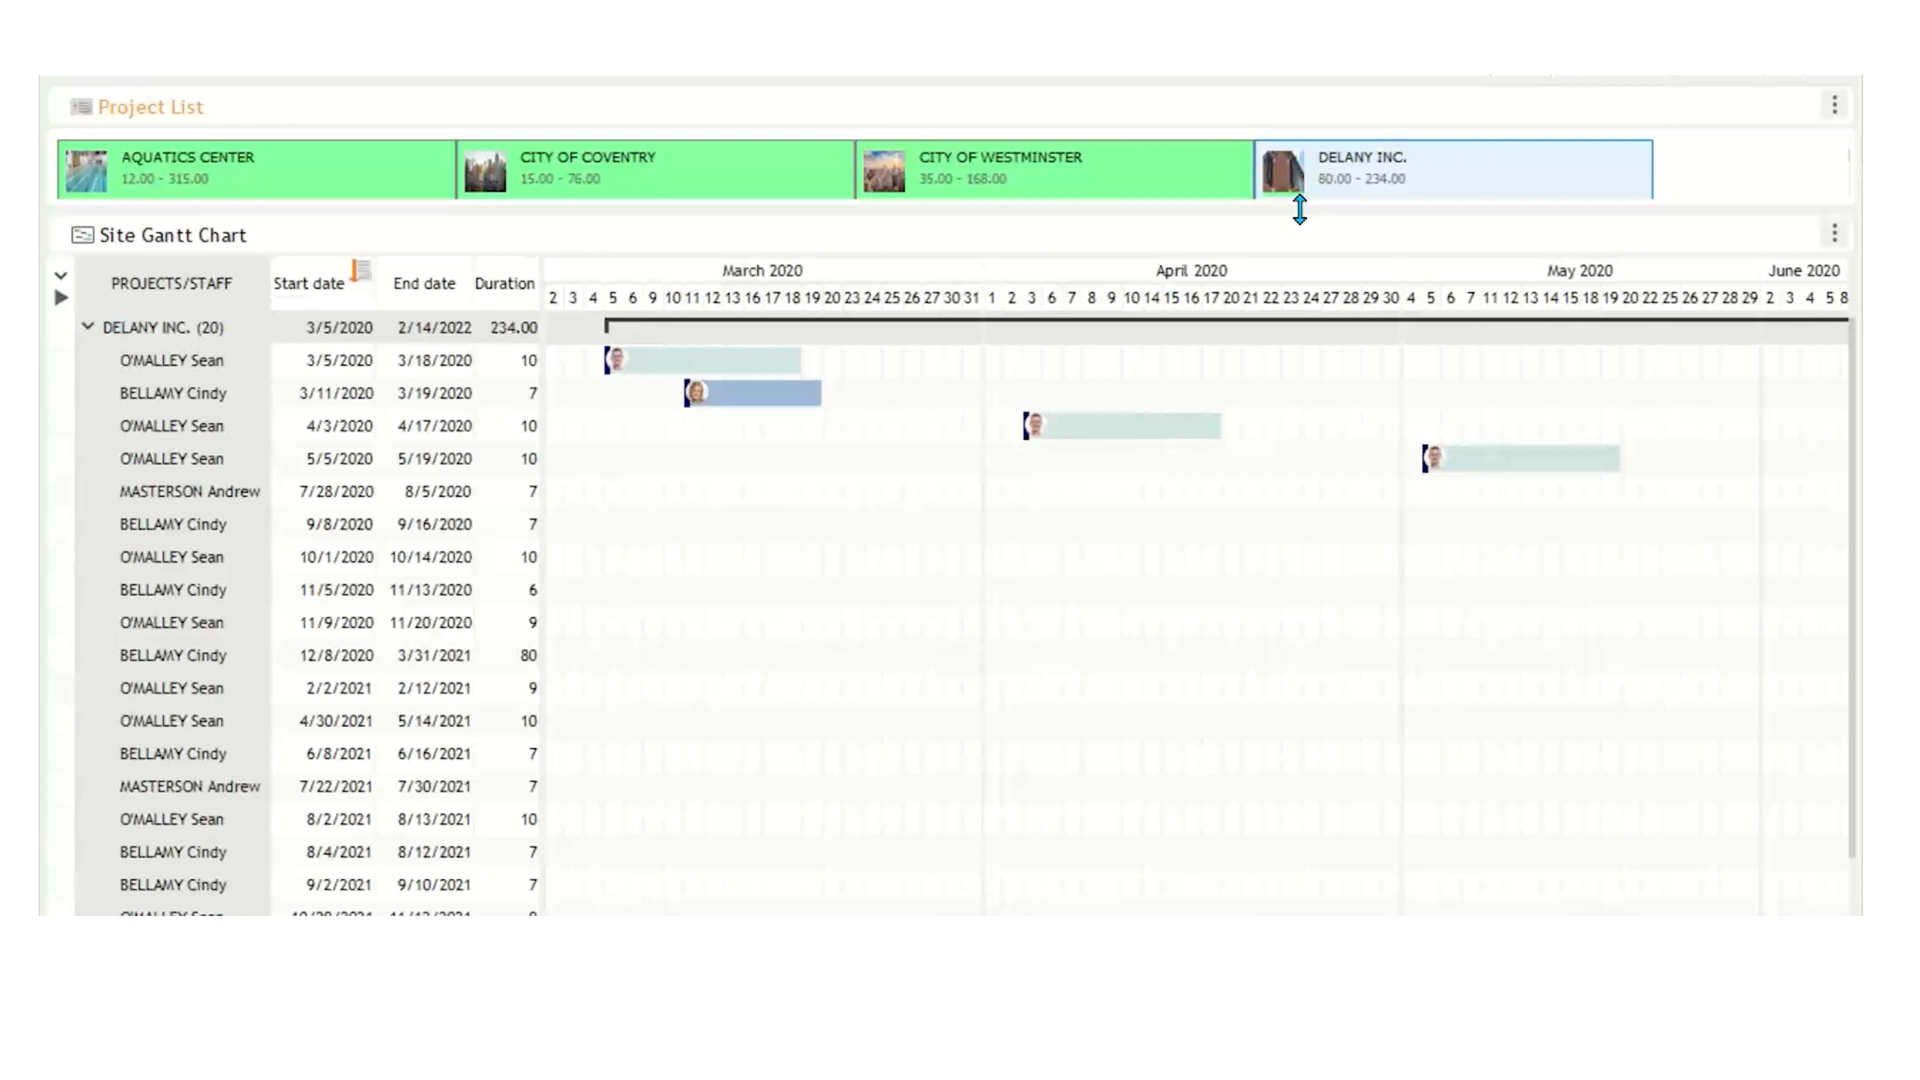 Project List
AQUATICS CENTER
12.00 - 315.00
CITY OF COVENTRY
15.00 - 76.00
CITY OF WESTMINSTER
35.00 - 168.00
DELANY INC.
80.00 - 234.00
Site Gantt Chart
PROJECTS/STAFF Start date End date Duration
March 2020 April 2020 May 2020 June 2020
2 3 4 5 6 9 10 11 12 13 16 17 18 19 20 23 24 25 26 27 30 31 1 2 3 6 7 8 9 10 13 14 15 16 17 20 21 22 23 24 27 28 29 30 4 5 6 7 11 12 13 14 15 18 19 20 22 25 26 27 28 29 2 3 4 5 8
DELANY INC. (20) 3/5/2020 2/14/2022 234.00
O'MALLEY Sean 3/5/2020 3/18/2020 10
BELLAMY Cindy 3/11/2020 3/19/2020 7
O'MALLEY Sean 4/3/2020 4/17/2020 10
O'MALLEY Sean 5/5/2020 5/19/2020 10
MASTERSON Andrew 7/28/2020 8/5/2020 7
BELLAMY Cindy 9/8/2020 9/16/2020 7
O'MALLEY Sean 10/1/2020 10/14/2020 10
BELLAMY Cindy 11/5/2020 11/13/2020 6
O'MALLEY Sean 11/9/2020 11/20/2020 9
BELLAMY Cindy 12/8/2020 3/31/2021 80
O'MALLEY Sean 2/2/2021 2/12/2021 9
O'MALLEY Sean 4/30/2021 5/14/2021 10
BELLAMY Cindy 6/8/2021 6/16/2021 7
MASTERSON Andrew 7/22/2021 7/30/2021 7
O'MALLEY Sean 8/2/2021 8/13/2021 10
BELLAMY Cindy 8/4/2021 8/12/2021 7
BELLAMY Cindy 9/2/2021 9/10/2021 7
O'MALLEY Sean